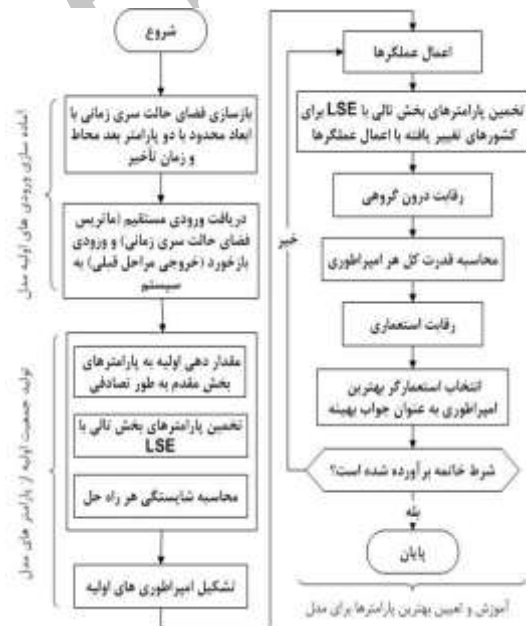 شروع
بازسازی فضای حالت سری زمانی با
ابعاد محدود با دو پارامتر بعد محاط
و زمان تأخیر
دریافت ورودی مستقیم (ماتریس
فضای حالت سری زمانی) و ورودی
بازخورد (خروجی مراحل قبلی) به
سیستم
آماده سازی ورودی های اولیه مدل
مقدار دهی اولیه به پارامترهای
بخش مقدم به طور تصادفی
تخمین پارامترهای بخش تالی با
LSE
محاسبه شایستگی هر راه حل
تشکیل امپراطوری های اولیه
تولید جمعیت اولیه از پارامتر های مدل
اعمال عملگرها
تخمین پارامترهای بخش تالی با LSE برای
کشورهای تغییر یافته با اعمال عملگرها
رقابت درون گروهی
محاسبه قدرت کل هر امپراطوری
رقابت استعماری
انتخاب استعمارگر بهترین
امپراطوری به عنوان جواب بهینه
شرط خاتمه برآورده شده است؟
خیر
بله
پایان
آموزش و تعیین بهترین پارامترها برای مدل